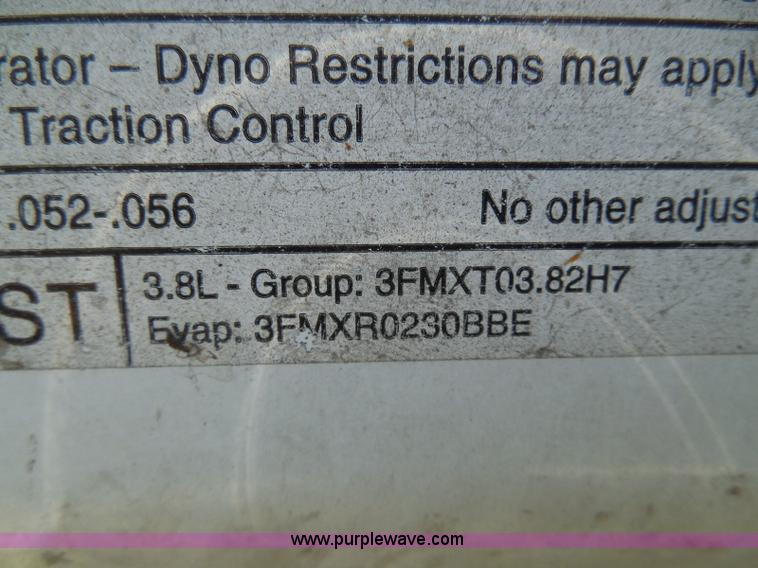 rator – Dyno Restrictions may apply
Traction Control
.052-.056 No other adjust
ST
3.8L - Group: 3FMXT03.82H7
Evap: 3FMXR0230BBE
www.purplewave.com